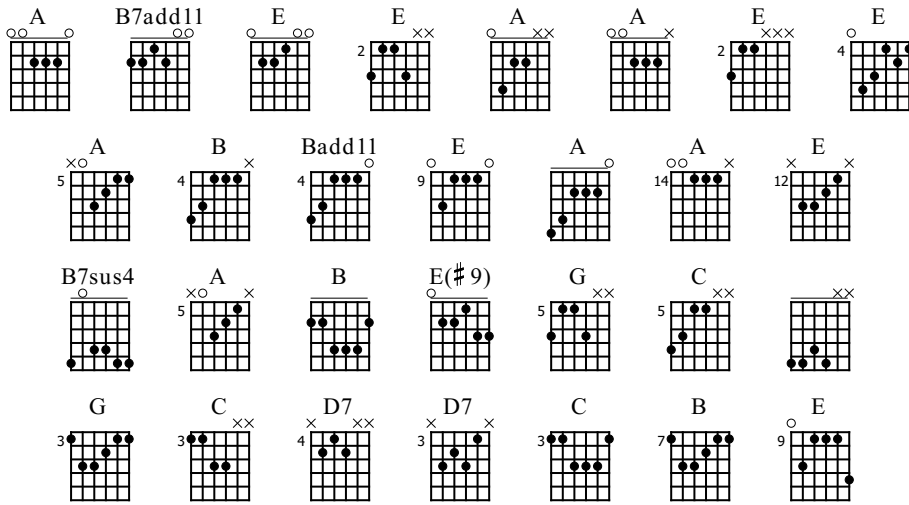 A B7add11 E E A A E E
2 2 4
A B Badd11 E A A E
5 4 4 9 14 12
B7sus4 A B E(♯9) G C
5 5 5
G C D7 D7 C B E
3 3 4 3 3 7 9